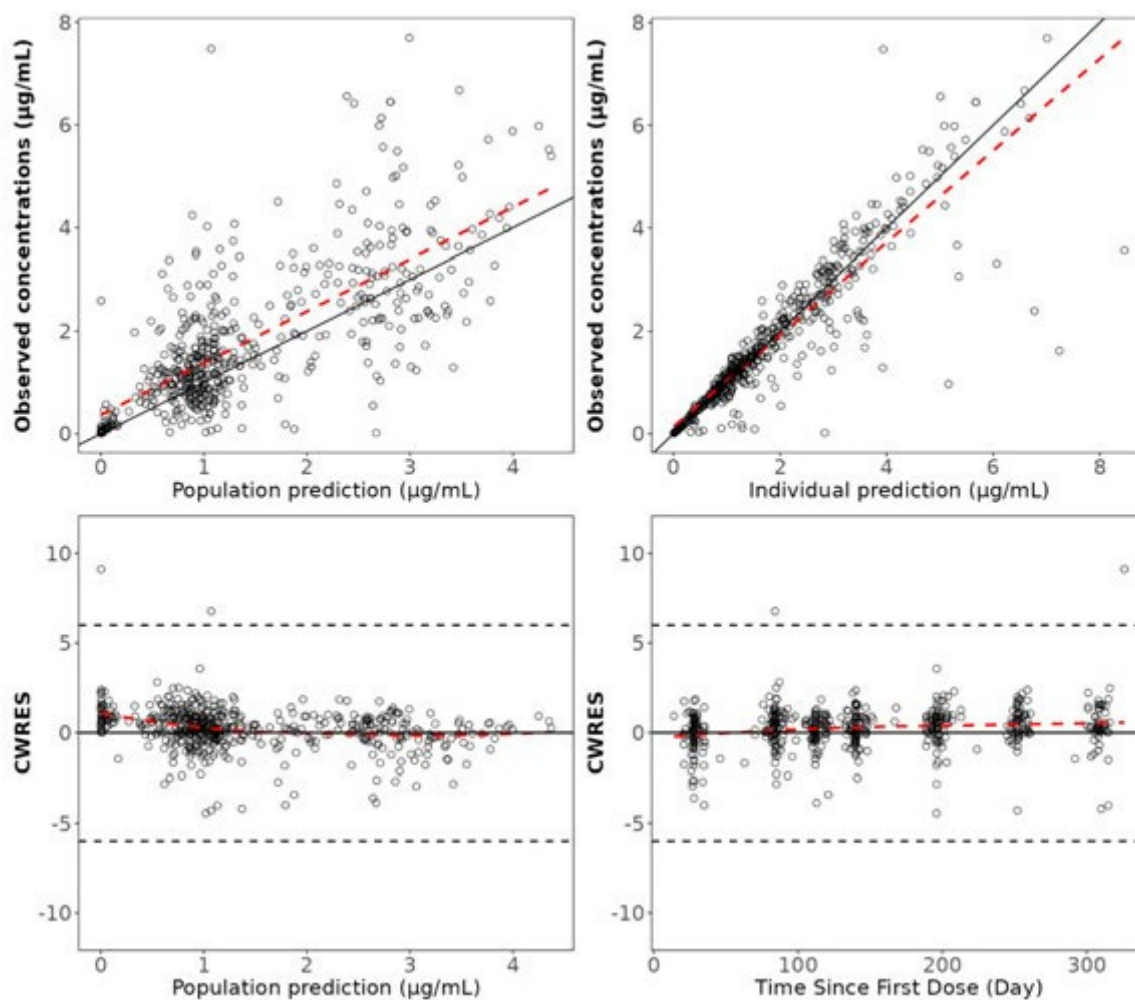 8
6
4
2
0
Observed concentrations (µg/mL)
0 1 2 3 4
Population prediction (µg/mL)
8
6
4
2
0
Observed concentrations (µg/mL)
0 2 4 6 8
Individual prediction (µg/mL)
10
5
0
-5
-10
CWRES
0 1 2 3 4
Population prediction (µg/mL)
10
5
0
-5
-10
CWRES
0 100 200 300
Time Since First Dose (Day)